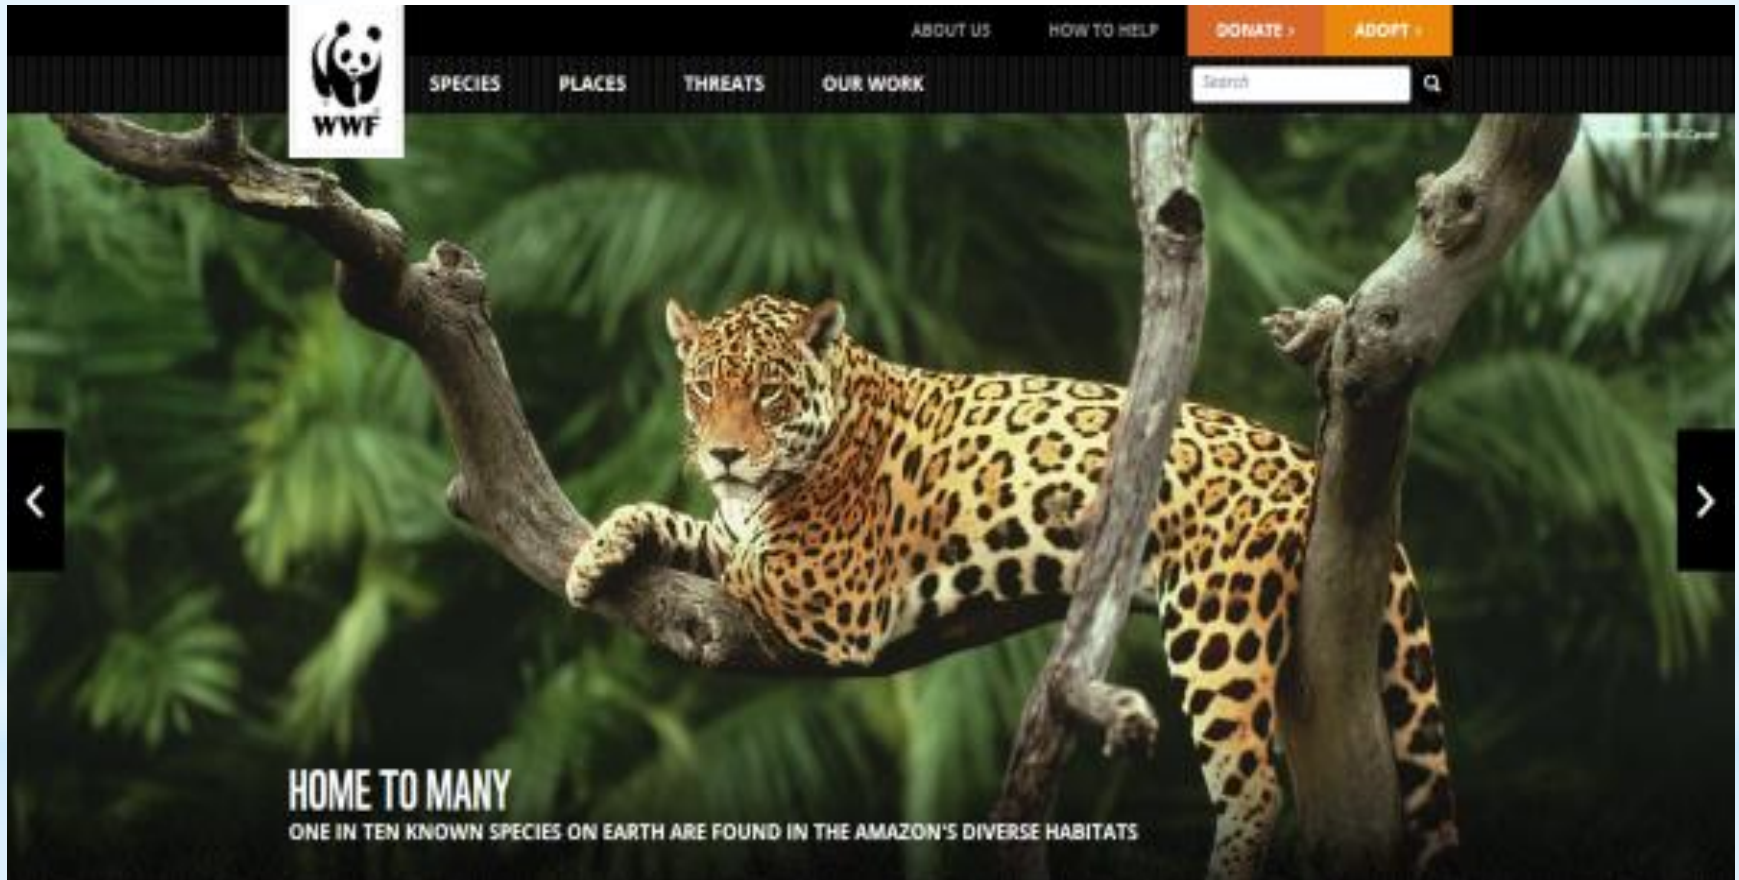 ABOUT US
HOW TO HELP
DONATE ›
ADOPT ›
WWF
SPECIES
PLACES
THREATS
OUR WORK
Search
HOME TO MANY
ONE IN TEN KNOWN SPECIES ON EARTH ARE FOUND IN THE AMAZON'S DIVERSE HABITATS